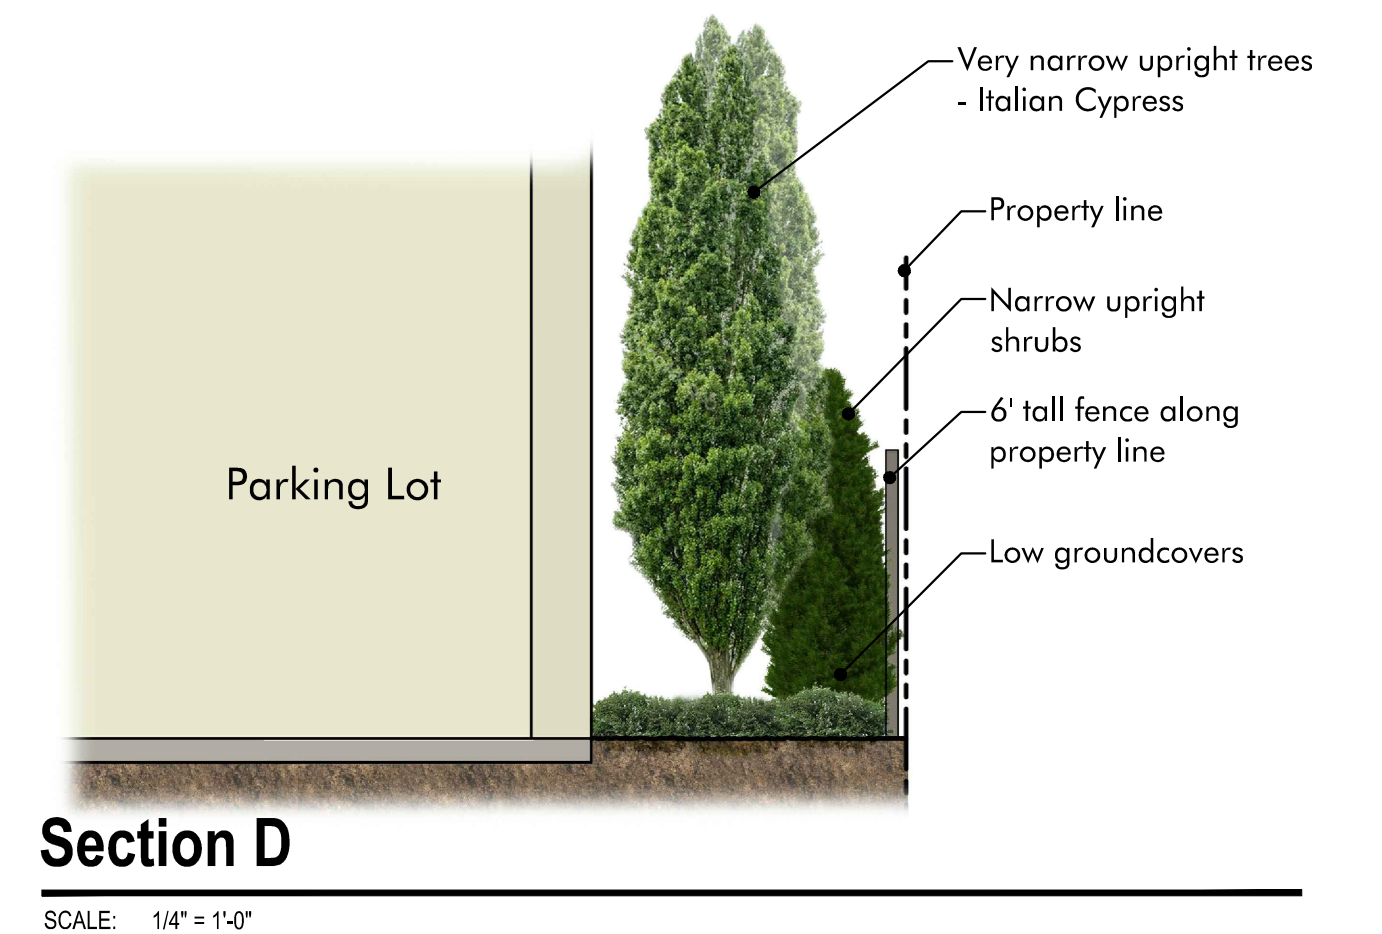 Very narrow upright trees
- Italian Cypress
Property line
Narrow upright
shrubs
6' tall fence along
property line
Parking Lot
Low groundcovers
Section D
SCALE: 1/4" = 1'-0"